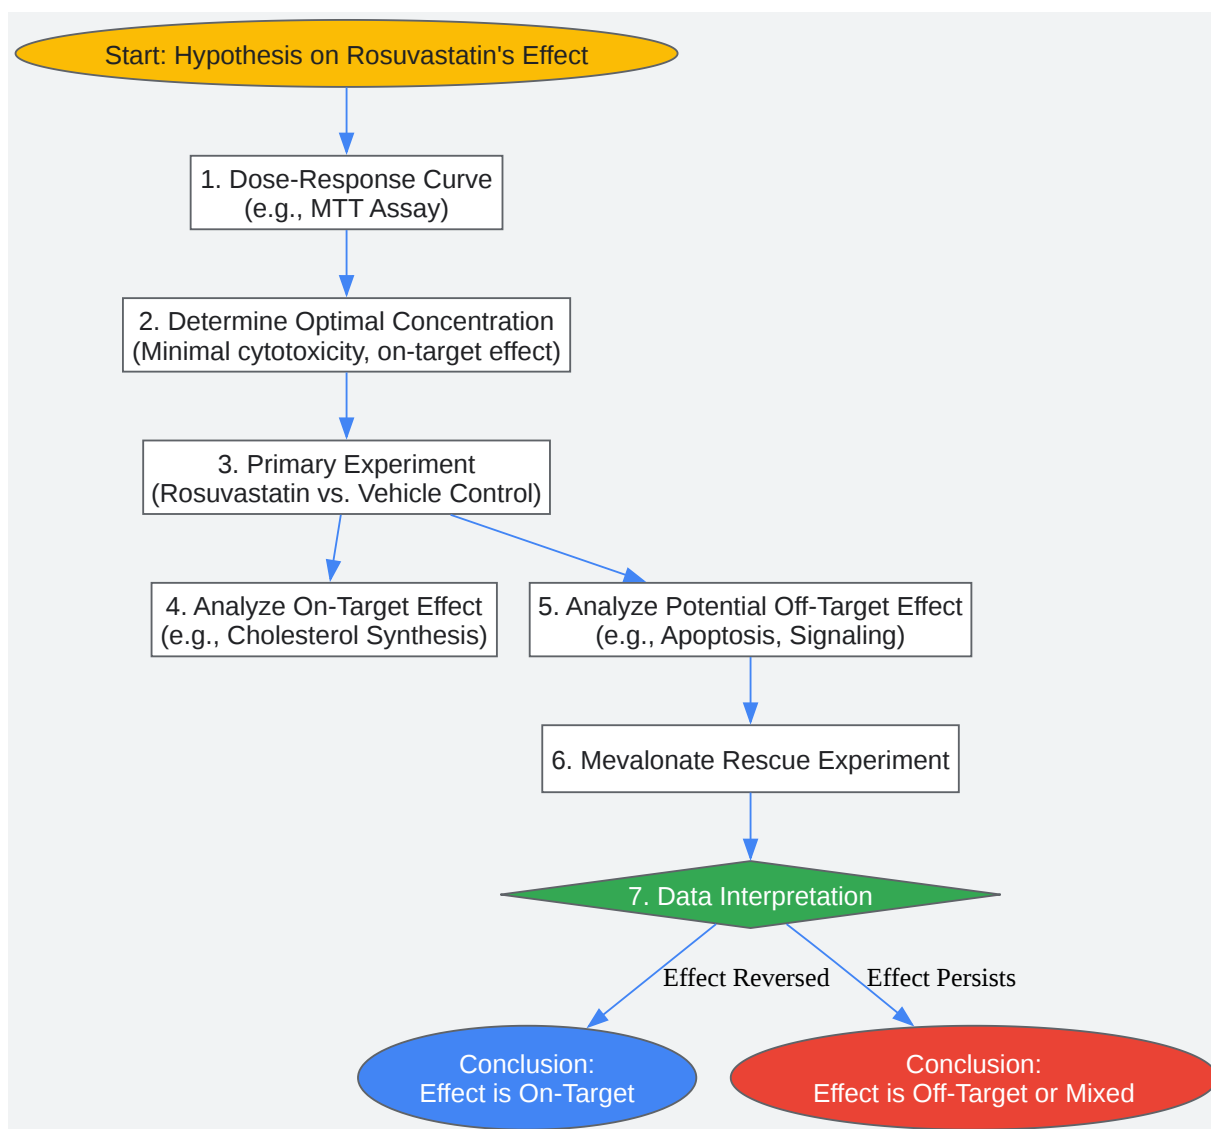 Start: Hypothesis on Rosuvastatin's Effect
1. Dose-Response Curve
(e.g., MTT Assay)
2. Determine Optimal Concentration
(Minimal cytotoxicity, on-target effect)
3. Primary Experiment
(Rosuvastatin vs. Vehicle Control)
4. Analyze On-Target Effect
(e.g., Cholesterol Synthesis)
5. Analyze Potential Off-Target Effect
(e.g., Apoptosis, Signaling)
6. Mevalonate Rescue Experiment
7. Data Interpretation
Effect Reversed
Effect Persists
Conclusion:
Effect is On-Target
Conclusion:
Effect is Off-Target or Mixed